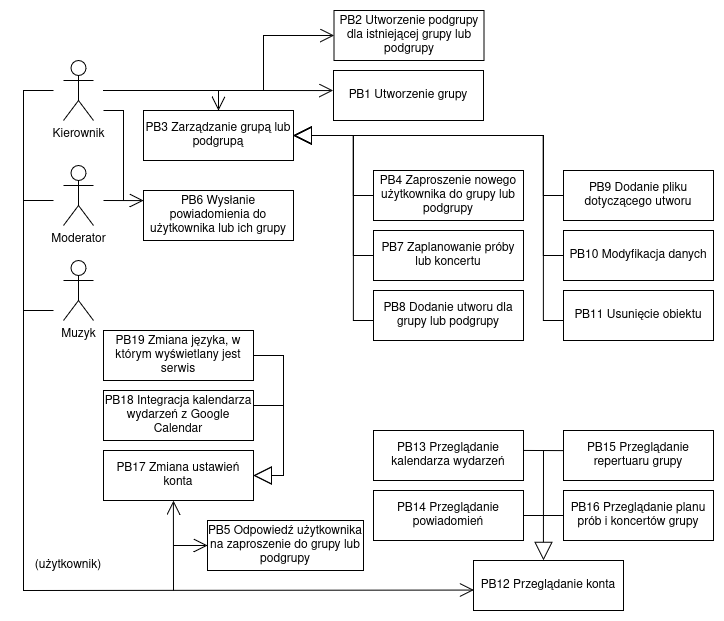 PB2 Utworzenie podgrupy
dla istniejącej grupy lub
podgrupy
PB1 Utworzenie grupy
Kierownik
PB3 Zarządzanie grupą lub
podgrupą
PB6 Wysłanie
powiadomienia do
użytkownika lub ich grupy
Moderator
PB4 Zaproszenie nowego
użytkownika do grupy lub
podgrupy
PB9 Dodanie pliku
dotyczącego utworu
PB7 Zaplanowanie próby
lub koncertu
PB10 Modyfikacja danych
PB8 Dodanie utworu dla
grupy lub podgrupy
PB11 Usunięcie obiektu
Muzyk
PB19 Zmiana języka, w
którym wyświetlany jest
serwis
PB18 Integracja kalendarza
wydarzeń z Google
Calendar
PB17 Zmiana ustawień
konta
PB13 Przeglądanie
kalendarza wydarzeń
PB15 Przeglądanie
repertuaru grupy
PB14 Przeglądanie
powiadomień
PB16 Przeglądanie planu
prób i koncertów grupy
PB5 Odpowiedź użytkownika
na zaproszenie do grupy lub
podgrupy
(użytkownik)
PB12 Przeglądanie konta